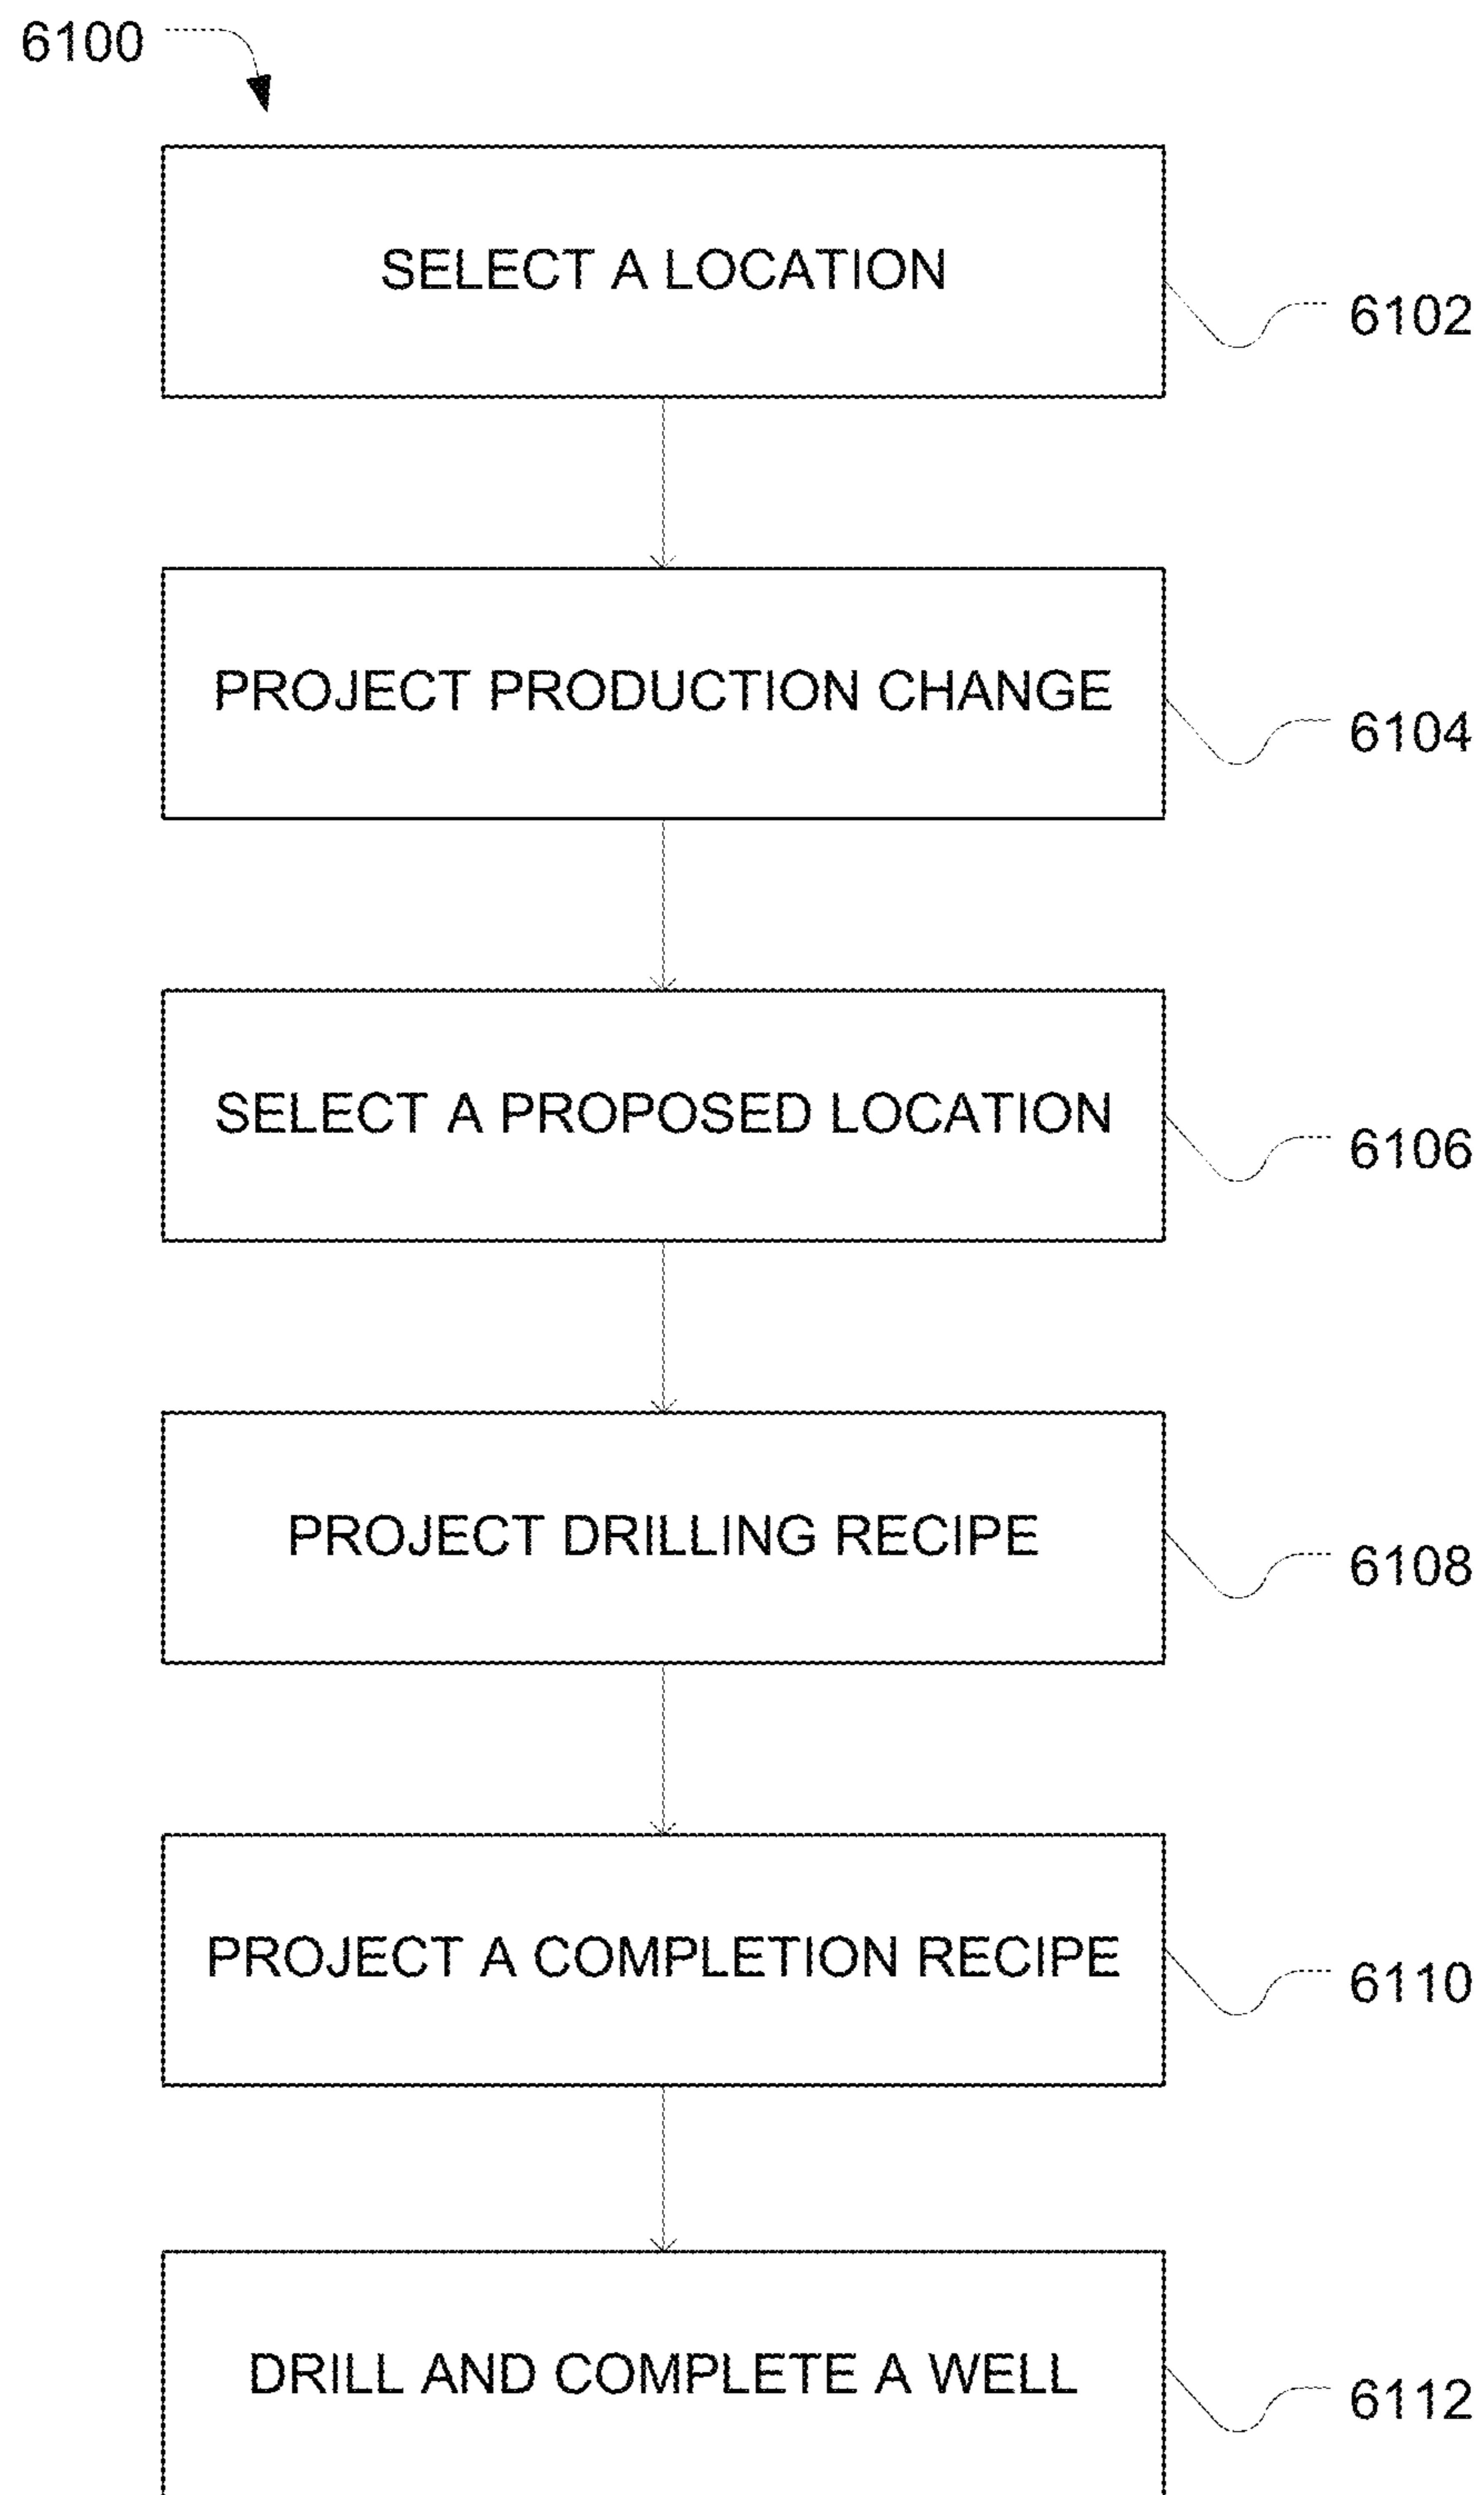 6100
SELECT A LOCATION
6102
PROJECT PRODUCTION CHANGE
6104
SELECT A PROPOSED LOCATION
6106
PROJECT DRILLING RECIPE
6108
PROJECT A COMPLETION RECIPE
6110
DRILL AND COMPLETE A WELL
6112